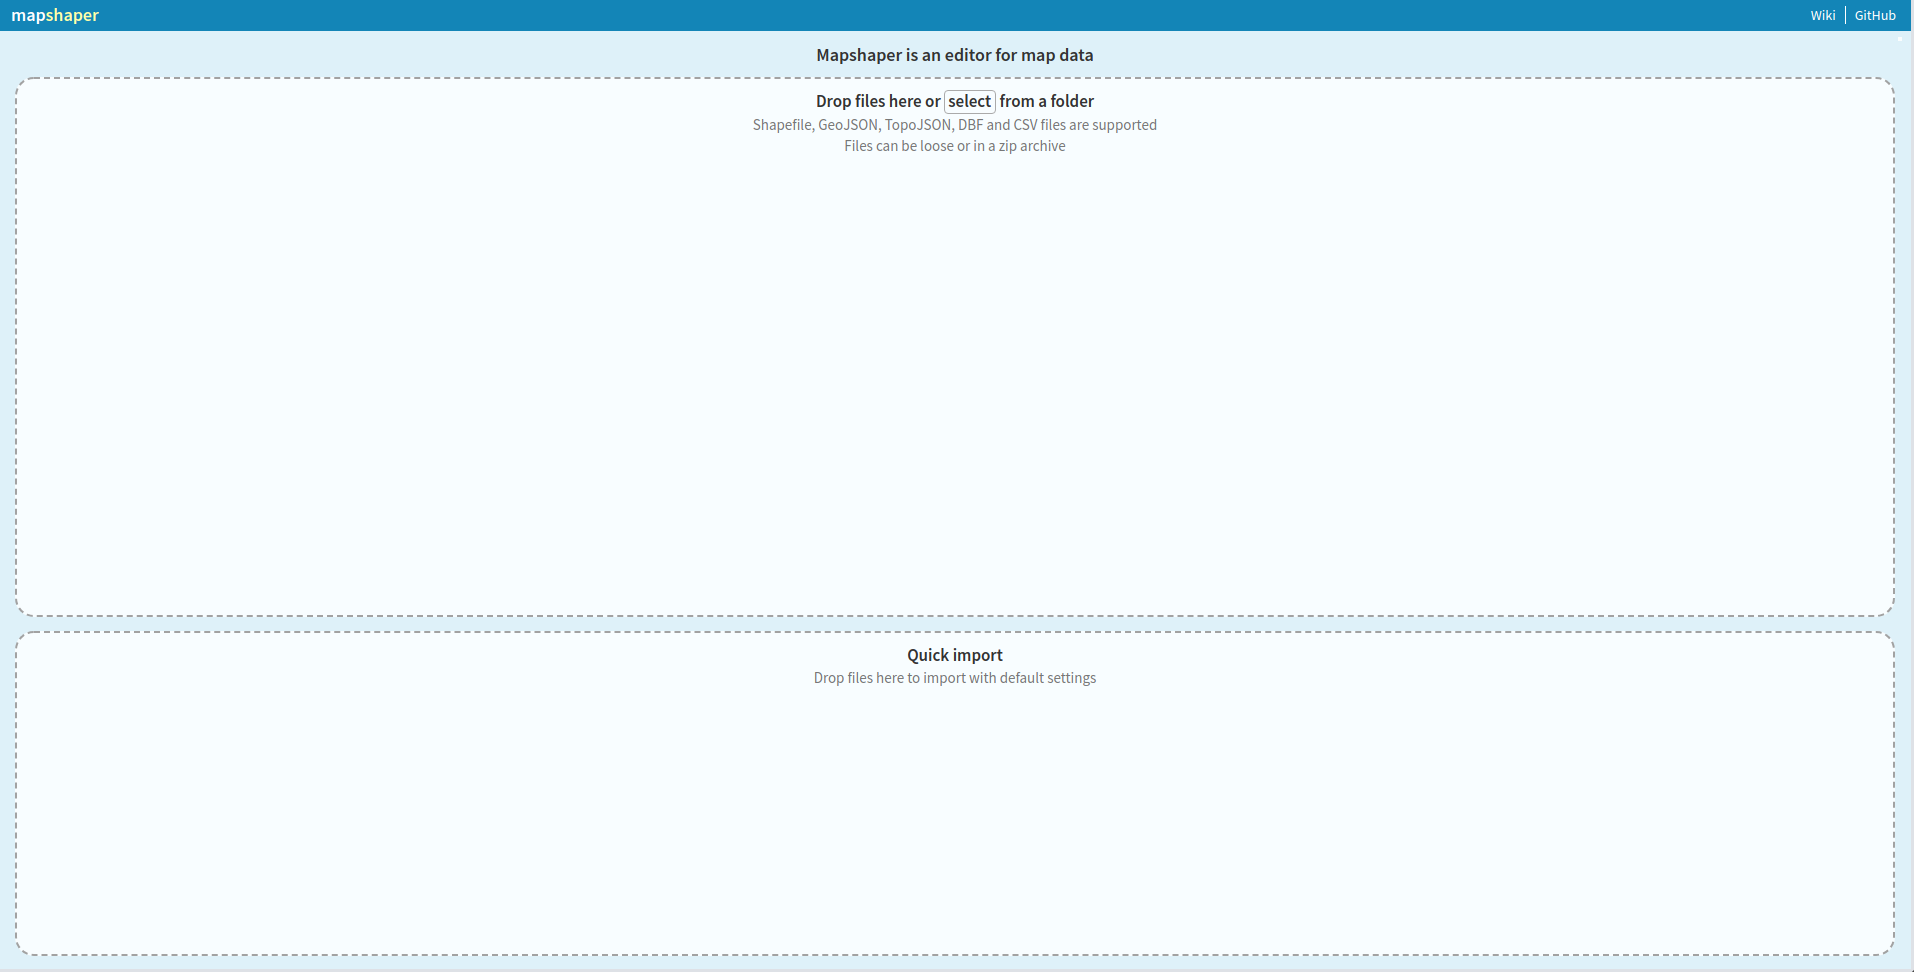 mapshaper
Wiki
GitHub
Mapshaper is an editor for map data
Drop files here or select from a folder
Shapefile, GeoJSON, TopoJSON, DBF and CSV files are supported
Files can be loose or in a zip archive
Quick import
Drop files here to import with default settings